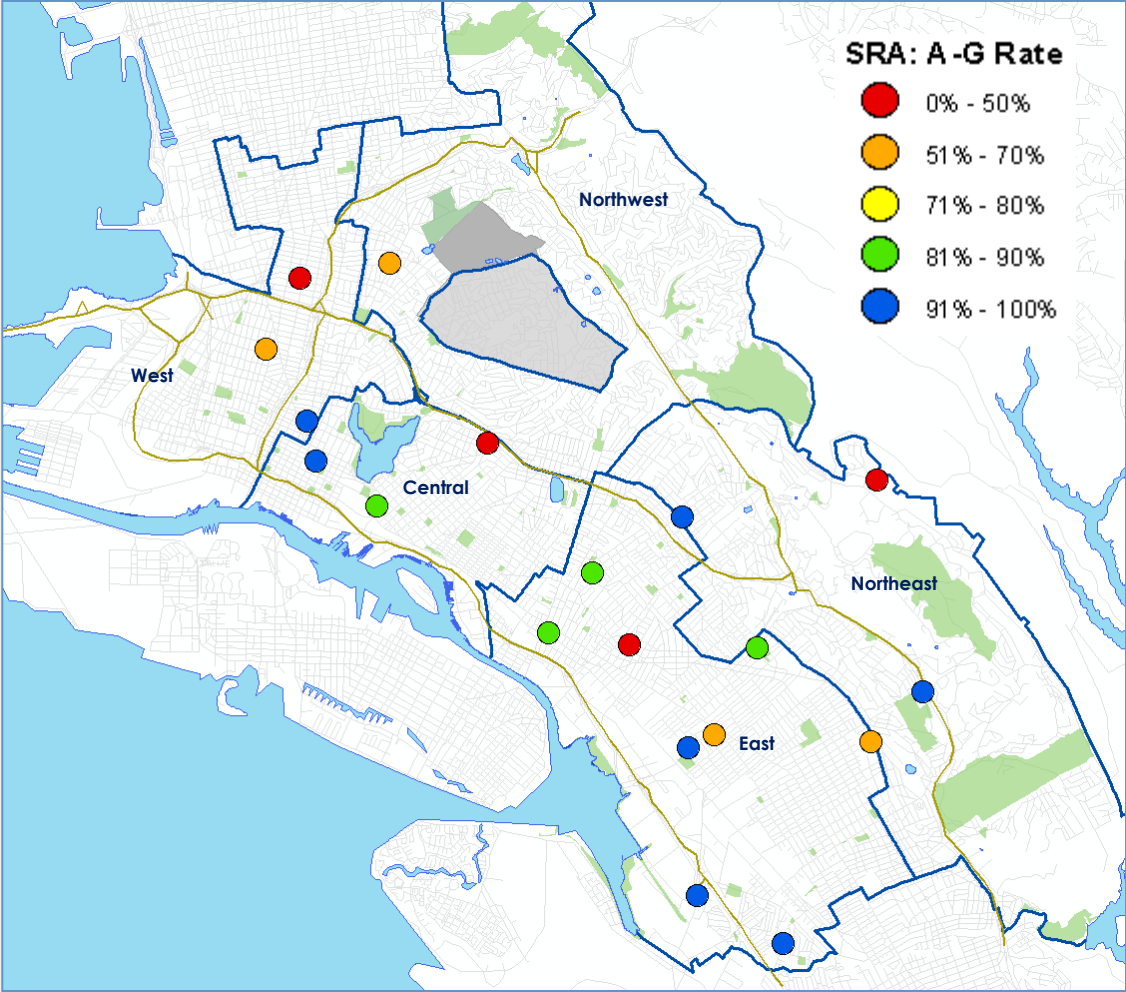 SRA: A-G Rate
0% - 50%
51% - 70%
71% - 80%
81% - 90%
91% - 100%
Northwest
West
Central
Northeast
East